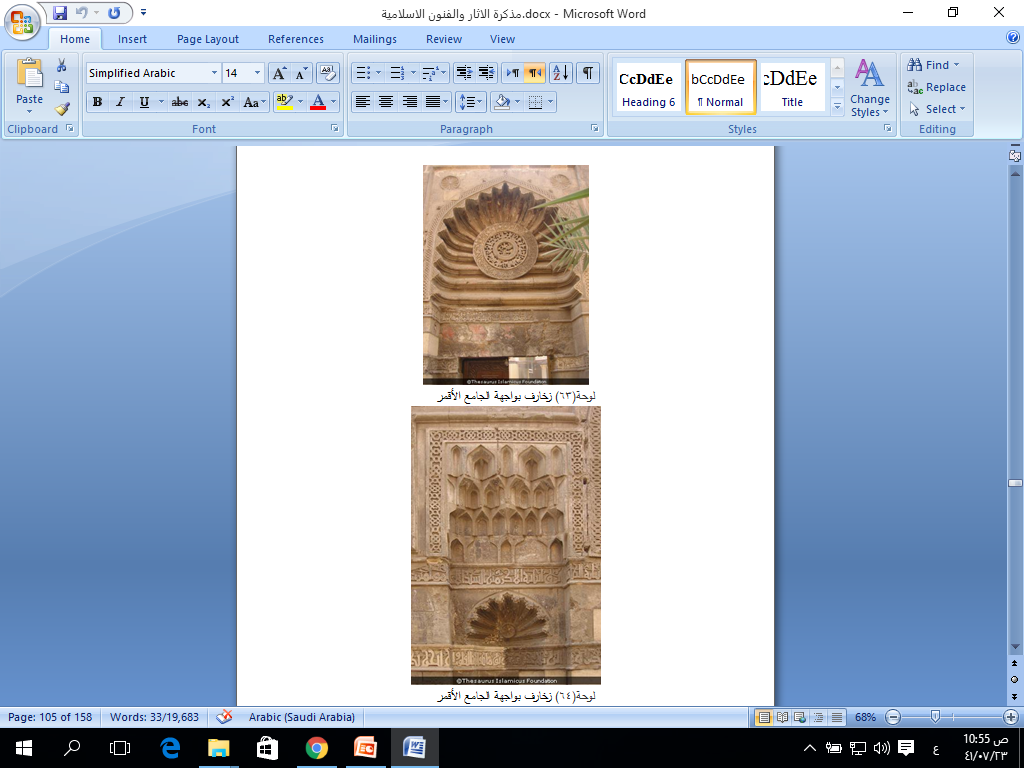 مذكرة الاثار والفنون الاسلامية.docx - Microsoft Word
Home Insert Page Layout References Mailings Review View
Paste
Clipboard
Simplified Arabic 14
Font
Paragraph
CcDdEe bCcDdEe cDdEe
Heading 6 ¶ Normal Title
Change Styles
Styles
Find
Replace
Select
Editing
©Thesaurus Islamicus Foundation
لوحة(٦٣) زخارف بواجهة الجامع الأقمر
©Thesaurus Islamicus Foundation
لوحة(٦٤) زخارف بواجهة الجامع الأقمر
Page: 105 of 158 Words: 33/19,683 Arabic (Saudi Arabia) 68%
ع
10:55 ص
٤١/٠٧/٢٣